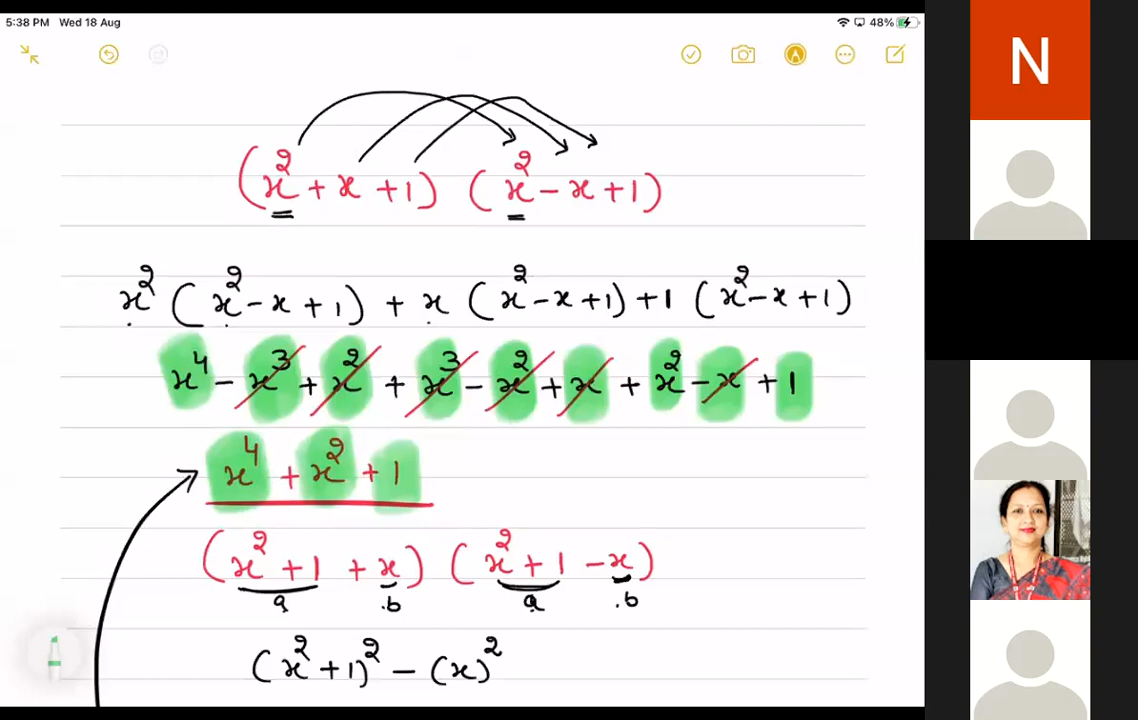 5:38 PM Wed 18 Aug 48%
N
(x² + x + 1) (x² - x + 1)
x² (x² - x + 1) + x (x² - x + 1) + 1 (x² - x + 1)
x⁴ - x³ + x² + x³ - x² + x + x² - x + 1
x⁴ + x² + 1
(x² + 1 + x) (x² + 1 - x)
a .b a .b
(x² + 1)² - (x)²